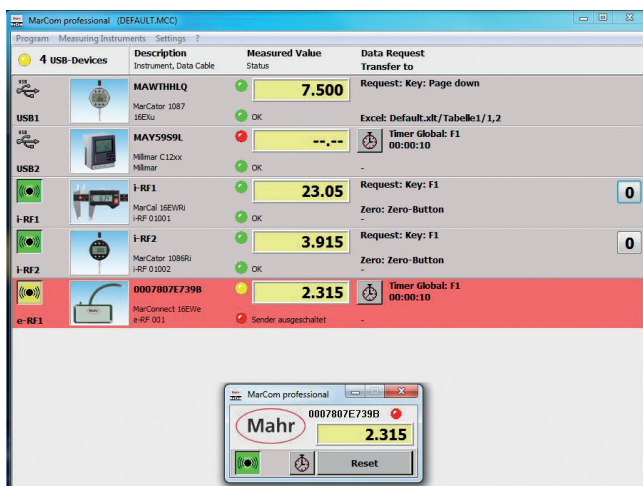 MarCom professional (DEFAULT.MCC)
Program Measuring Instruments Settings ?
4 USB-Devices
Description
Instrument, Data Cable
Measured Value
Status
Data Request
Transfer to
USB
USB1
MAWTHHLQ
MarCator 1087
16EXu
7.500
OK
Request: Key: Page down
Excel: Default.xlt/Tabelle1/1,2
USB
USB2
MAY59S9L
Millimar C12xx
Millimar
--.--
OK
Timer Global: F1
00:00:10
-
i-RF1
i-RF1
MarCal 16EWRi
i-RF 01001
23.05
OK
Request: Key: F1
Zero: Zero-Button
-
0
i-RF2
i-RF2
MarCator 1086Ri
i-RF 01002
3.915
OK
Request: Key: F1
Zero: Zero-Button
-
0
e-RF1
0007807E739B
MarConnect 16EWe
e-RF 001
2.315
Sender ausgeschaltet
Timer Global: F1
00:00:10
-
MarCom professional
Mahr
0007807E739B
2.315
Reset